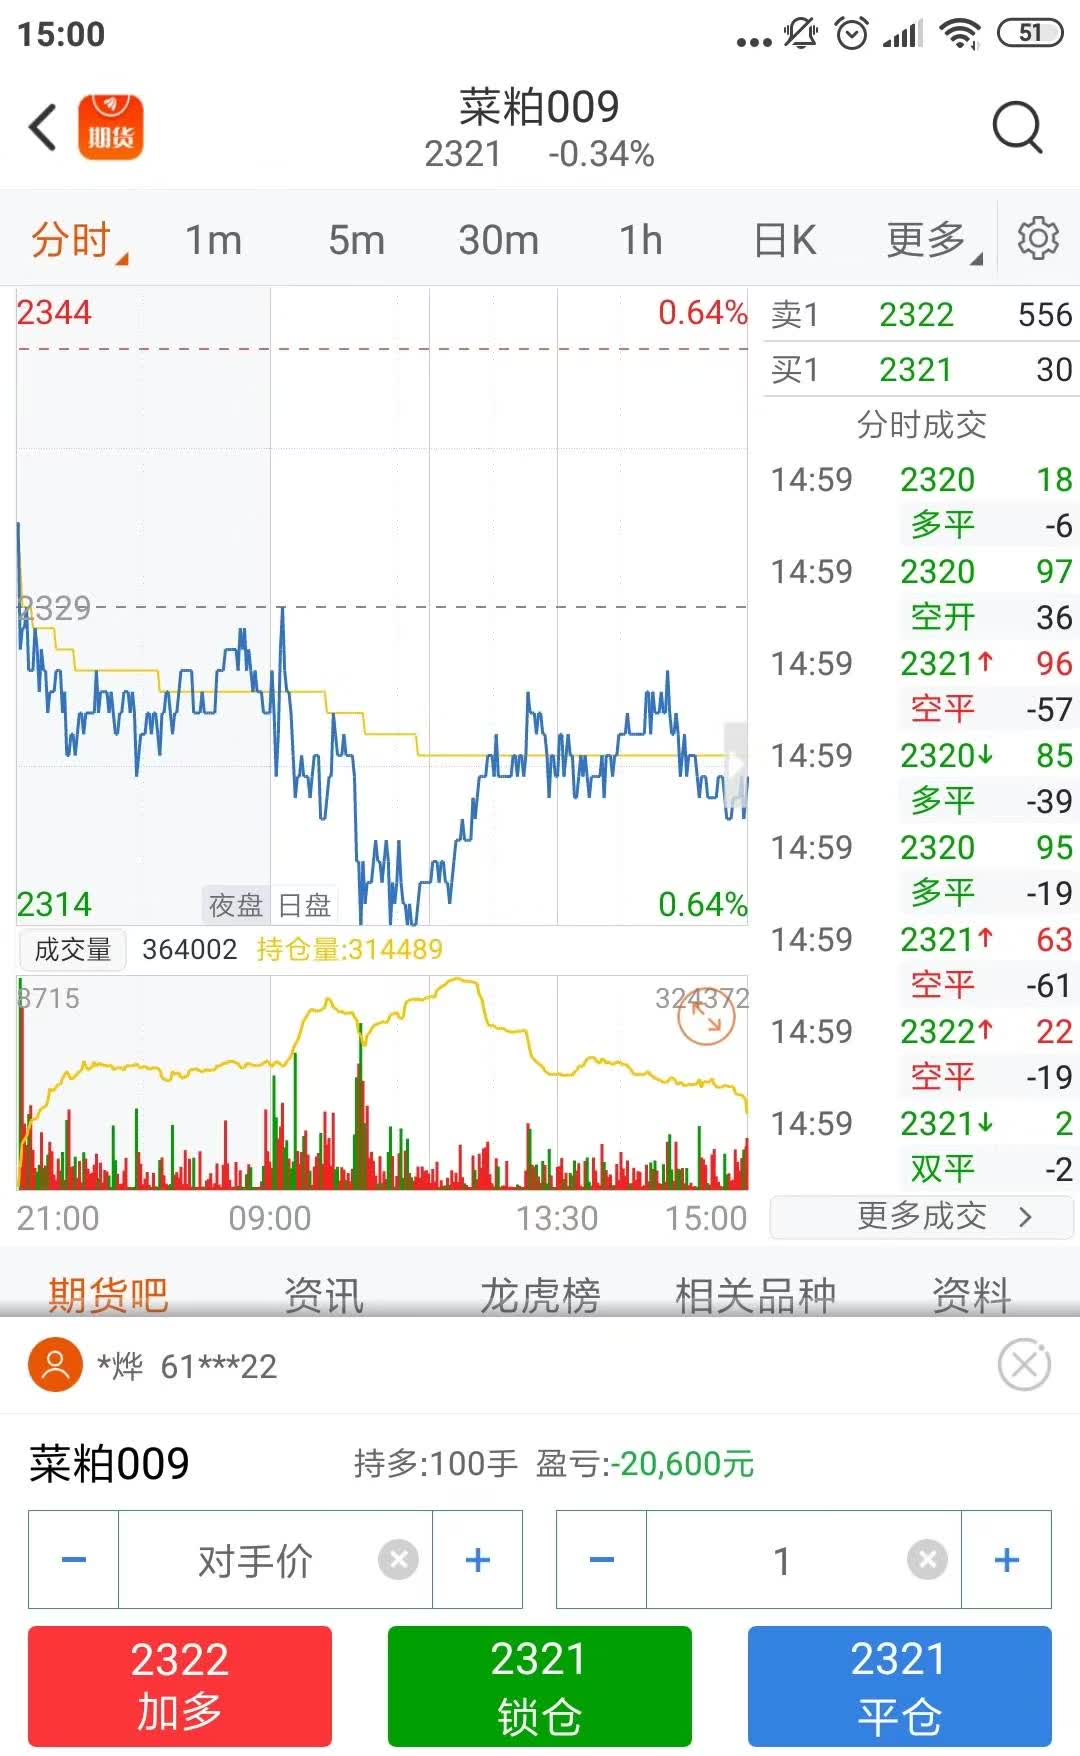 15:00 51
期货
菜粕009
2321 -0.34%
分时 1m 5m 30m 1h 日K 更多
2344 0.64%
2329
2314 夜盘 日盘 0.64%
成交量 364002 持仓量:314489
8715 324372
21:00 09:00 13:30 15:00
卖1 2322 556
买1 2321 30
分时成交
14:59 2320 18
多平 -6
14:59 2320 97
空开 36
14:59 2321↑ 96
空平 -57
14:59 2320↓ 85
多平 -39
14:59 2320 95
多平 -19
14:59 2321↑ 63
空平 -61
14:59 2322↑ 22
空平 -19
14:59 2321↓ 2
双平 -2
更多成交 >
期货吧 资讯 龙虎榜 相关品种 资料
*烨 61***22
菜粕009 持多:100手 盈亏:-20,600元
− 对手价 + − 1 +
2322 2321 2321
加多 锁仓 平仓